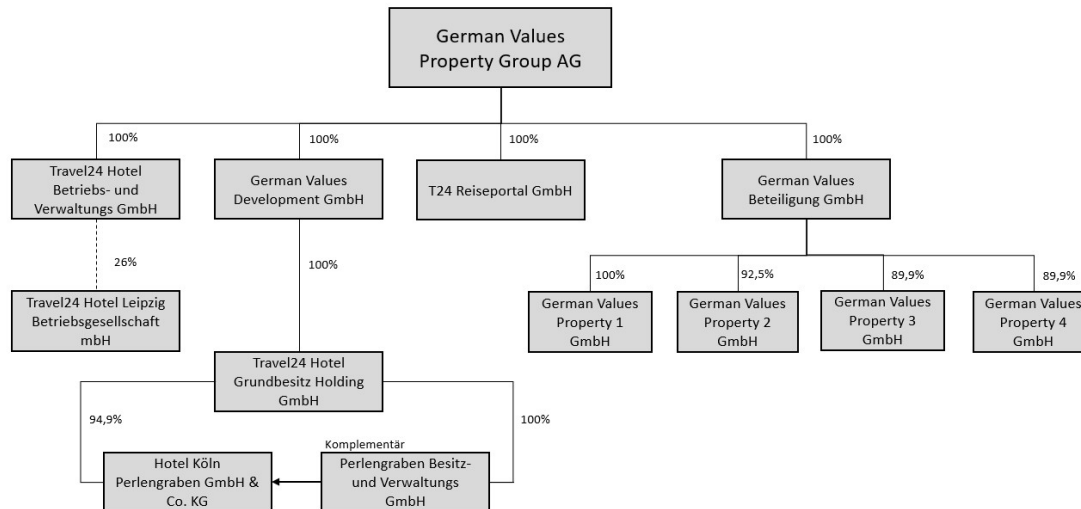 German Values
Property Group AG
100%
100%
100%
100%
Travel24 Hotel
Betriebs- und
Verwaltungs GmbH
German Values
Development GmbH
T24 Reiseportal GmbH
German Values
Beteiligung GmbH
26%
100%
100%
92,5%
89,9%
89,9%
Travel24 Hotel Leipzig
Betriebsgesellschaft
mbH
German Values
Property 1
GmbH
German Values
Property 2
GmbH
German Values
Property 3
GmbH
German Values
Property 4
GmbH
Travel24 Hotel
Grundbesitz Holding
GmbH
94,9%
100%
Komplementär
Hotel Köln
Perlengraben GmbH &
Co. KG
Perlengraben Besitz-
und Verwaltungs
GmbH